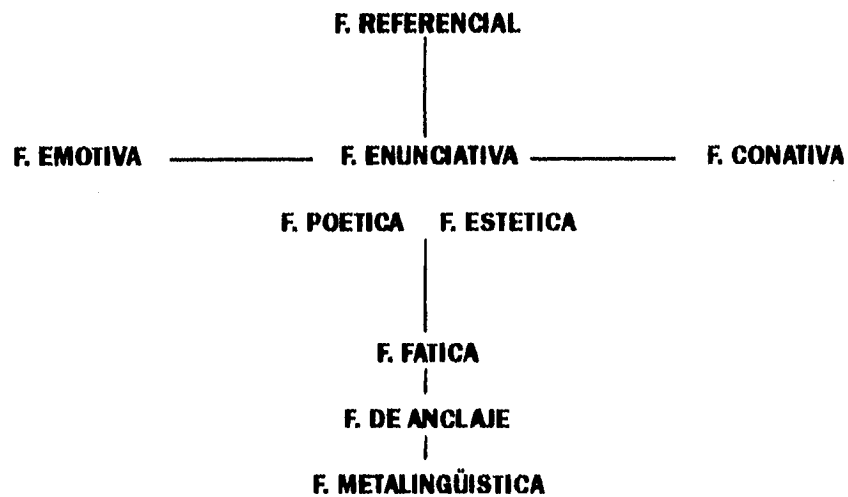 F. REFERENCIAL
F. EMOTIVA F. ENUNCIATIVA F. CONATIVA
F. POETICA F. ESTETICA
F. FATICA
F. DE ANCLAJE
F. METALINGÜISTICA